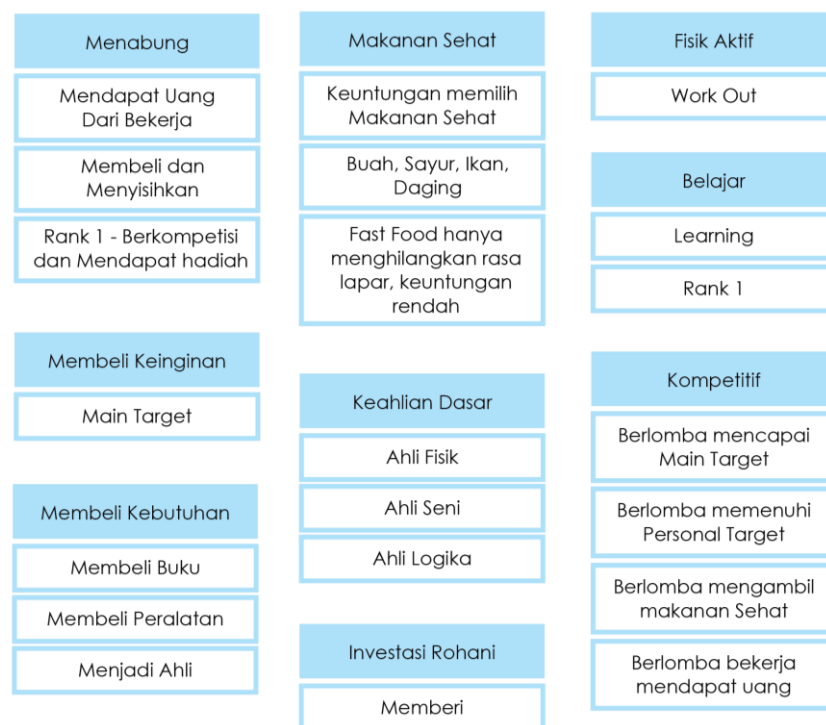 Menabung
Mendapat Uang
Dari Bekerja
Membeli dan
Menyisihkan
Rank 1 - Berkompetisi
dan Mendapat hadiah
Membeli Keinginan
Main Target
Membeli Kebutuhan
Membeli Buku
Membeli Peralatan
Menjadi Ahli
Makanan Sehat
Keuntungan memilih
Makanan Sehat
Buah, Sayur, Ikan,
Daging
Fast Food hanya
menghilangkan rasa
lapar, keuntungan
rendah
Keahlian Dasar
Ahli Fisik
Ahli Seni
Ahli Logika
Investasi Rohani
Memberi
Fisik Aktif
Work Out
Belajar
Learning
Rank 1
Kompetitif
Berlomba mencapai
Main Target
Berlomba memenuhi
Personal Target
Berlomba mengambil
makanan Sehat
Berlomba bekerja
mendapat uang